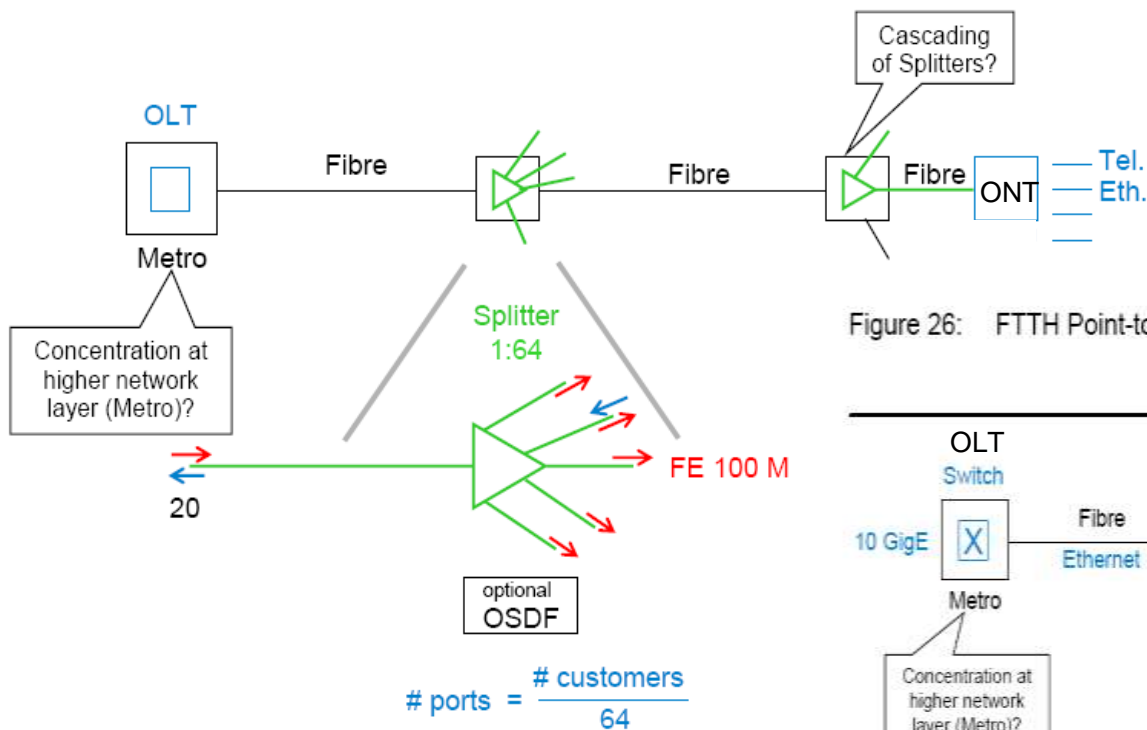 Cascading
of Splitters?
OLT
Fibre
Fibre
Fibre
ONT
Tel.
Eth.
Metro
Concentration at
higher network
layer (Metro)?
Splitter
1:64
20
FE 100 M
optional
OSDF
# ports = # customers
64
Figure 26: FTTH Point-to
OLT
Switch
10 GigE
X
Fibre
Ethernet
Metro
Concentration at
higher network
layer (Metro)?